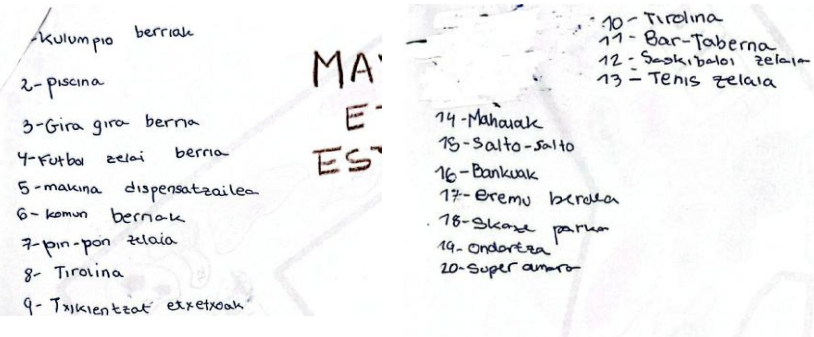 -Kulumpio berriak
2-piscina
3-Gira gira berria
4-Futbol zelai berria
5-makina dispensatzailea
6-komun berriak
7-pin-pon zelaia
8- Tirolina
9- Txikientzat etxetxoak
MA
E
ES
10-Tirolina
11-Bar-Taberna
12-Saskibaloi zelaia
13-Tenis zelaia
14-Mahaiak
15-Salto-salto
16-Bankuak
17-eremu berdea
18-Skate parka
19-ondartza
20-Super amaro